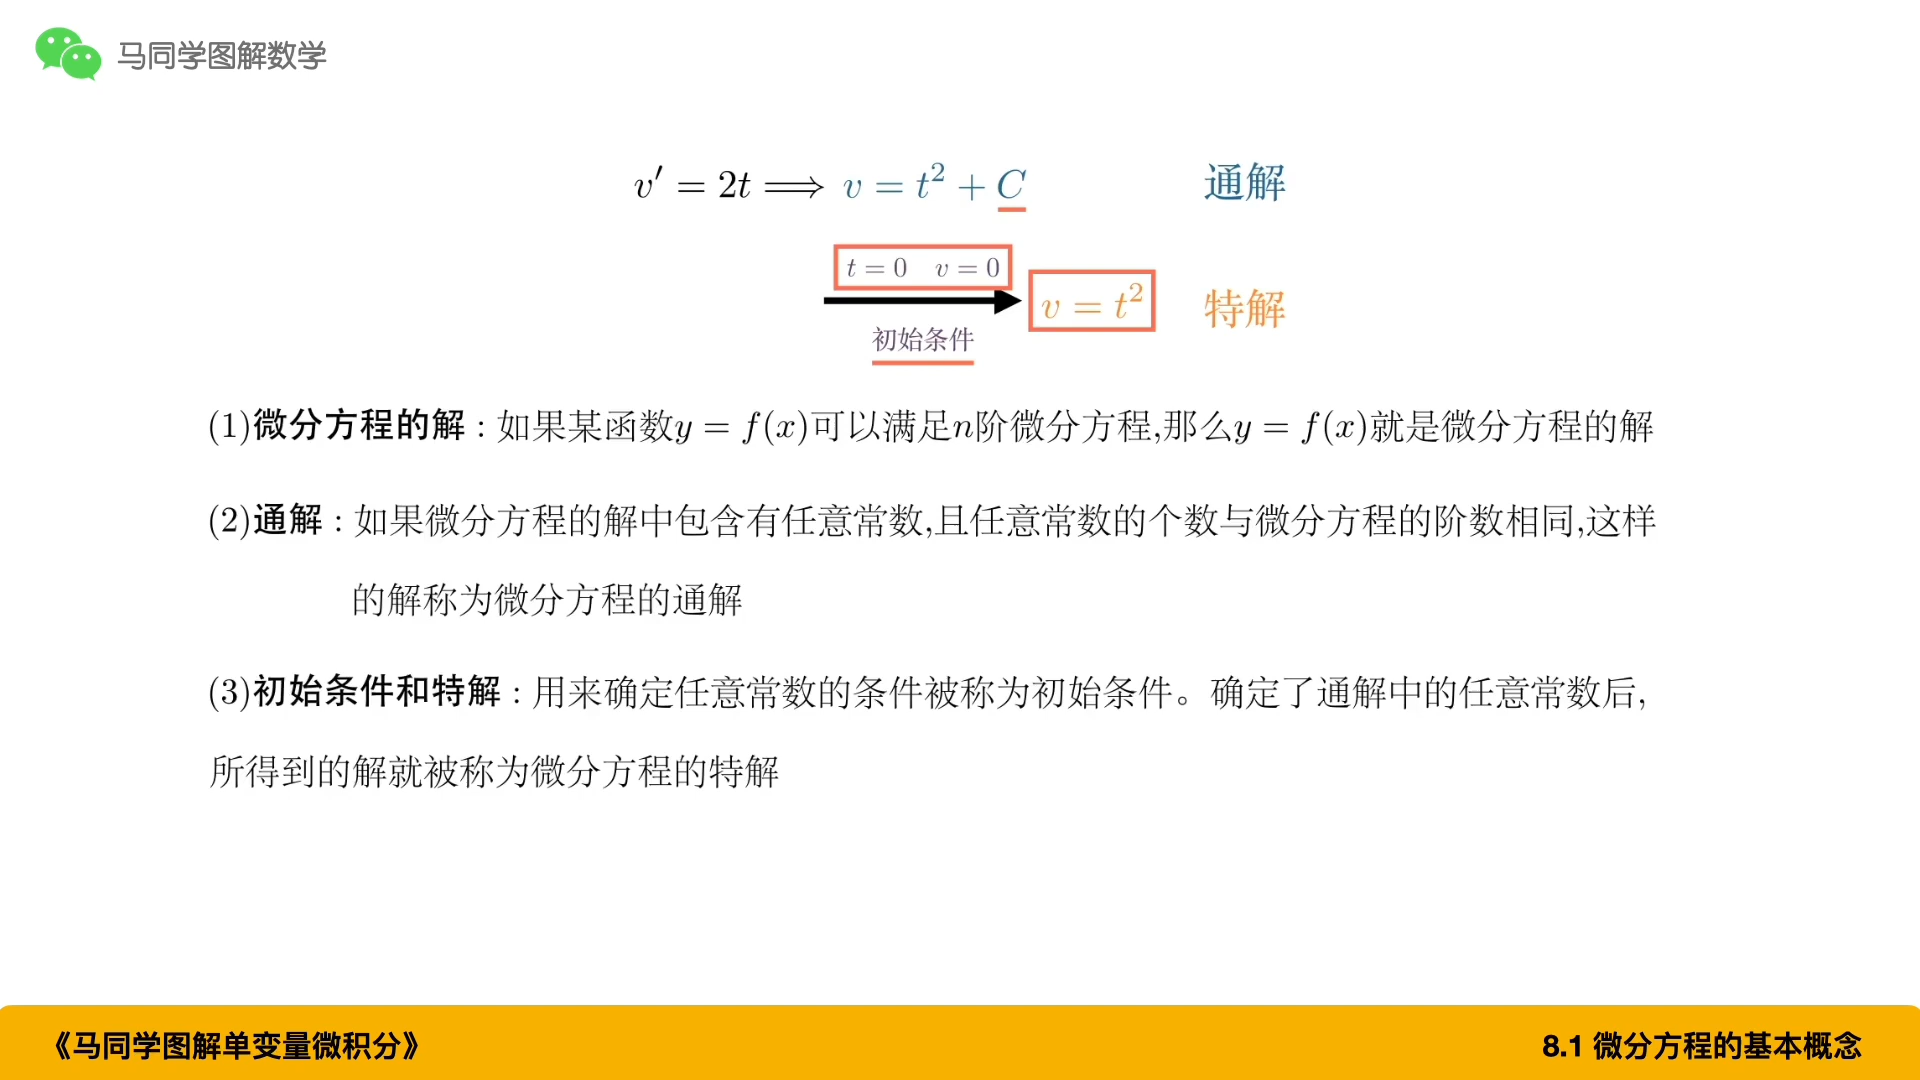 马同学图解数学
v′ = 2t ⟹ v = t² + C 通解
t = 0 v = 0
v = t² 特解
初始条件
(1)微分方程的解 : 如果某函数y = f(x)可以满足n阶微分方程,那么y = f(x)就是微分方程的解
(2)通解 : 如果微分方程的解中包含有任意常数,且任意常数的个数与微分方程的阶数相同,这样
的解称为微分方程的通解
(3)初始条件和特解 : 用来确定任意常数的条件被称为初始条件。确定了通解中的任意常数后,
所得到的解就被称为微分方程的特解
《马同学图解单变量微积分》 8.1 微分方程的基本概念